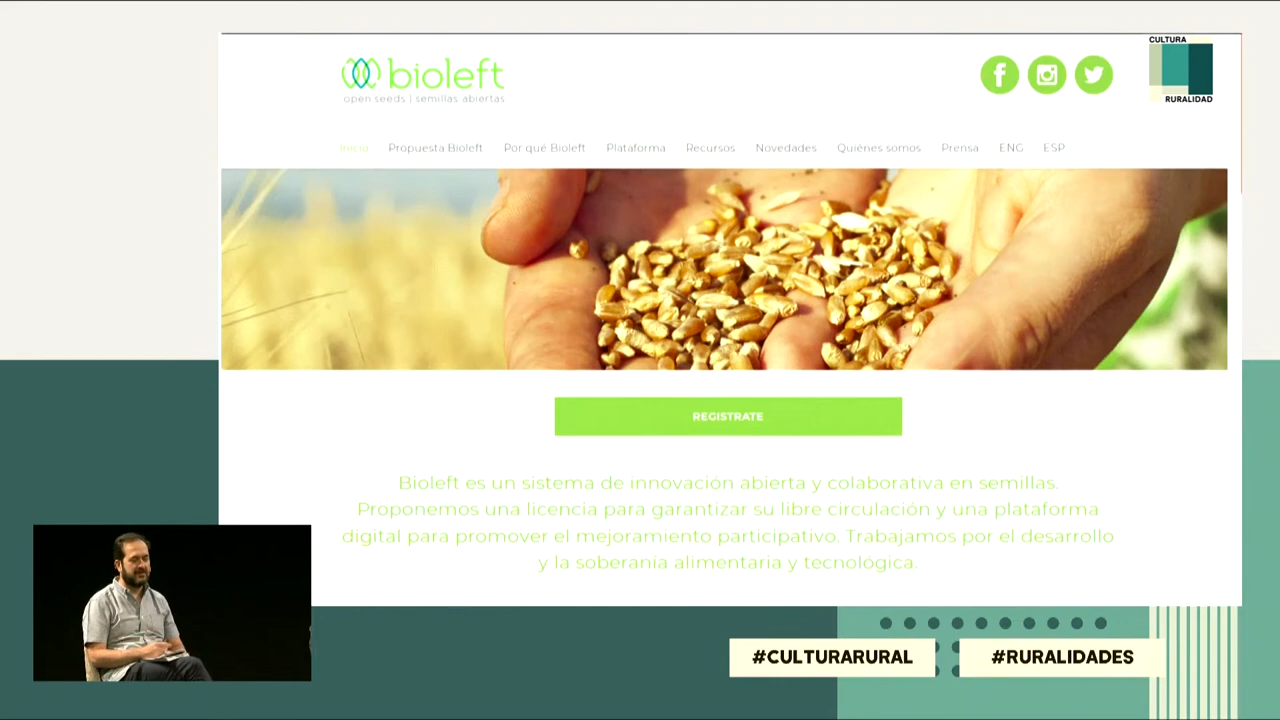 CULTURA
RURALIDAD
bioleft
open seeds | semillas abiertas
Inicio Propuesta Bioleft Por qué Bioleft Plataforma Recursos Novedades Quiénes somos Prensa ENG ESP
REGISTRATE
Bioleft es un sistema de innovación abierta y colaborativa en semillas.
Proponemos una licencia para garantizar su libre circulación y una plataforma
digital para promover el mejoramiento participativo. Trabajamos por el desarrollo
y la soberanía alimentaria y tecnológica.
#CULTURARURAL #RURALIDADES